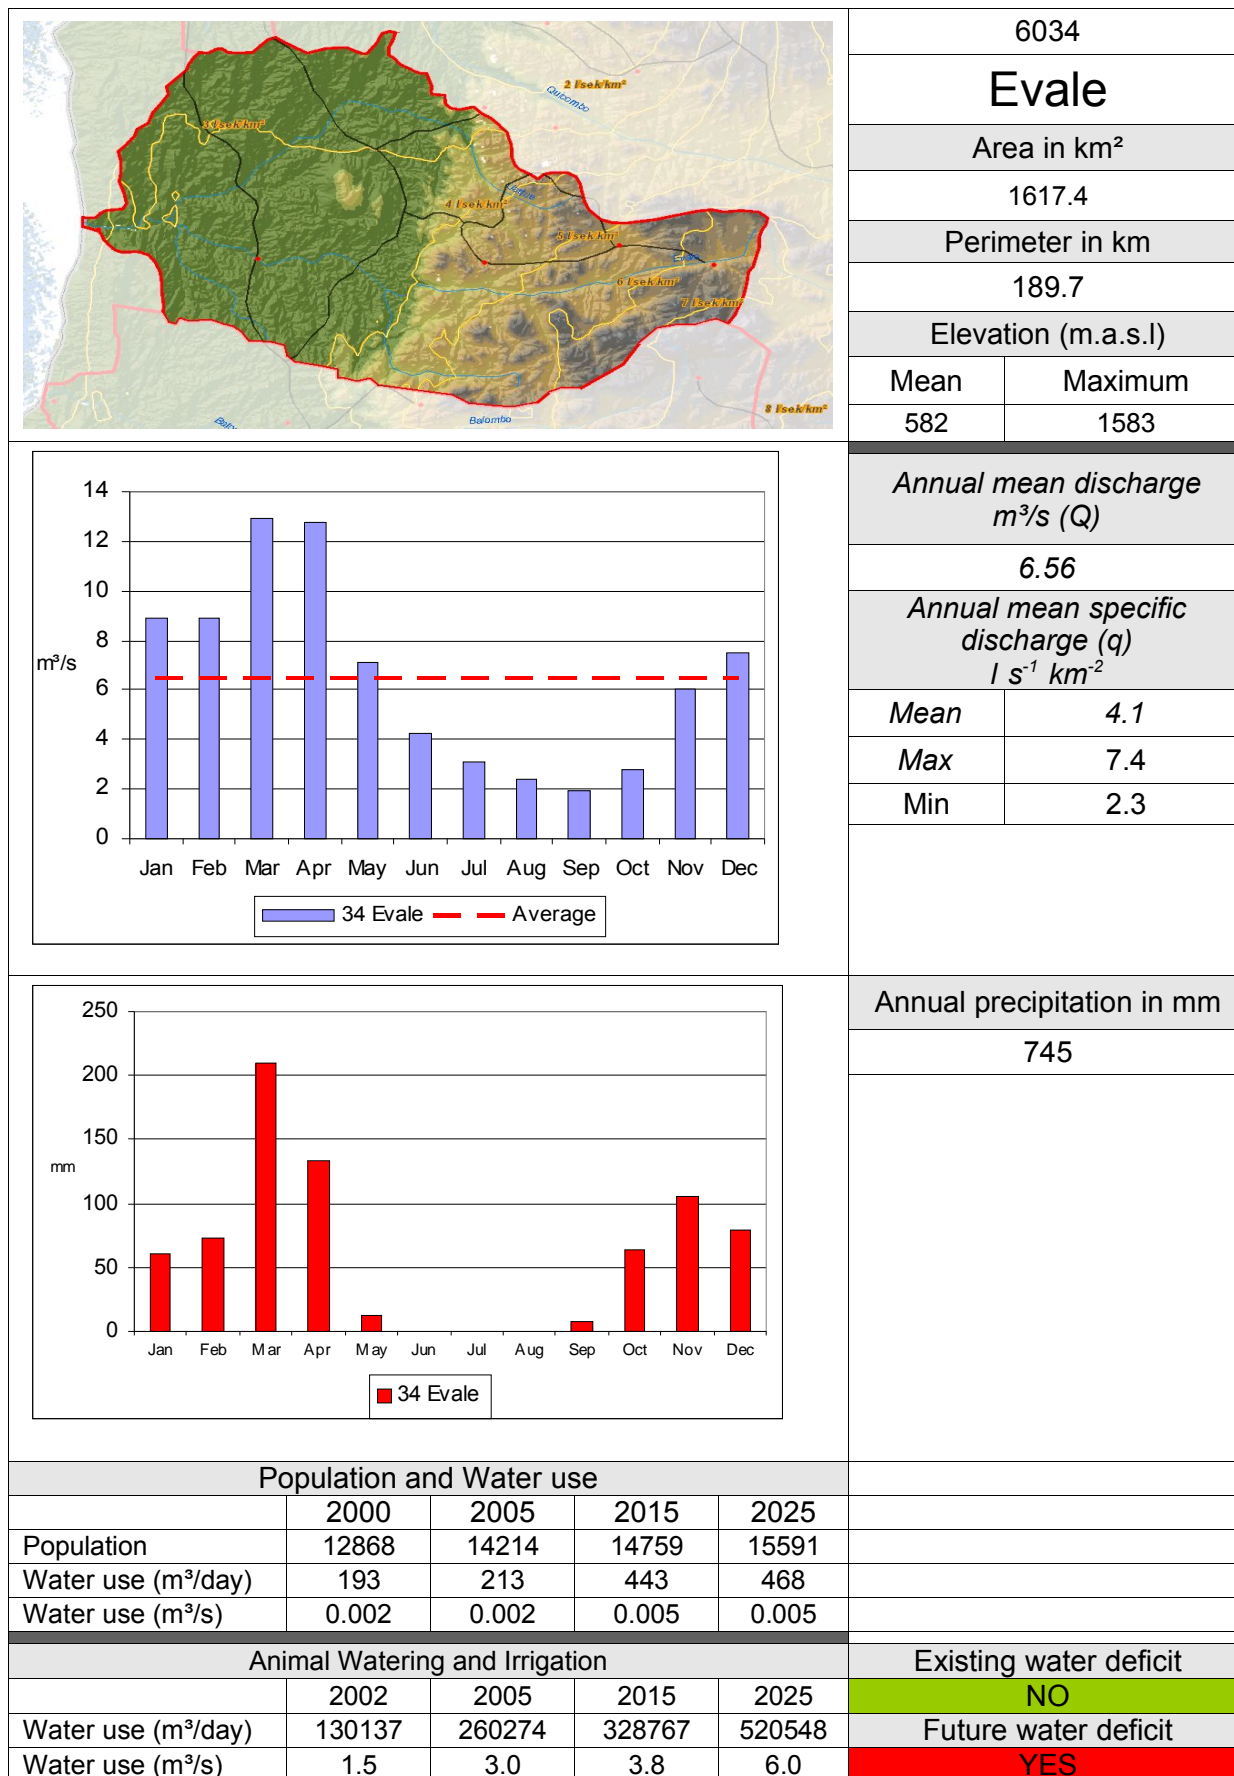 2 l/sek/km²
Quicombo
3 l/sek/km²
4 l/sek/km²
5 l/sek/km²
6 l/sek/km²
7 l/sek/km²
8 l/sek/km²
Balombo
6034
Evale
Area in km²
1617.4
Perimeter in km
189.7
Elevation (m.a.s.l)
Mean Maximum
582 1583
14
12
10
8
6
4
2
0
m³/s
Jan Feb Mar Apr May Jun Jul Aug Sep Oct Nov Dec
34 Evale Average
Annual mean discharge
m³/s (Q)
6.56
Annual mean specific
discharge (q)
l s⁻¹ km⁻²
Mean 4.1
Max 7.4
Min 2.3
250
200
150
100
50
0
mm
Jan Feb Mar Apr May Jun Jul Aug Sep Oct Nov Dec
34 Evale
Annual precipitation in mm
745
Population and Water use
2000 2005 2015 2025
Population 12868 14214 14759 15591
Water use (m³/day) 193 213 443 468
Water use (m³/s) 0.002 0.002 0.005 0.005
Animal Watering and Irrigation Existing water deficit
2002 2005 2015 2025 NO
Water use (m³/day) 130137 260274 328767 520548 Future water deficit
Water use (m³/s) 1.5 3.0 3.8 6.0 YES